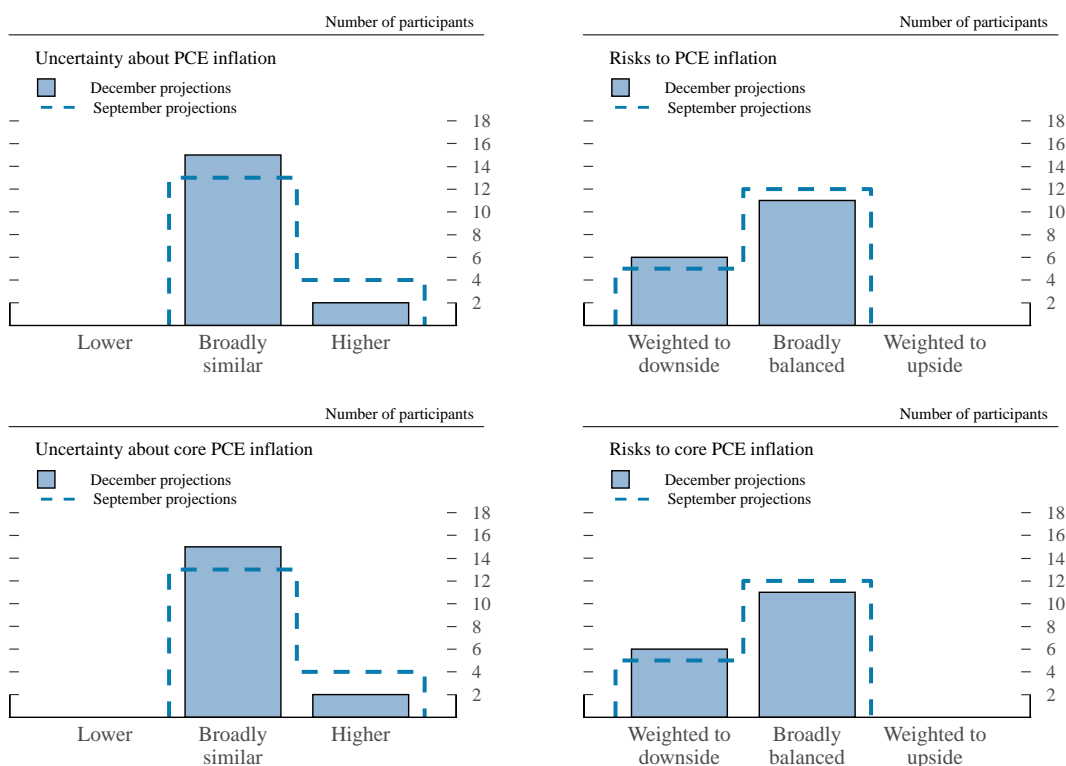 Number of participants
Uncertainty about PCE inflation
December projections
September projections
18
16
14
12
10
8
6
4
2
Lower
Broadly
similar
Higher
Number of participants
Risks to PCE inflation
December projections
September projections
18
16
14
12
10
8
6
4
2
Weighted to
downside
Broadly
balanced
Weighted to
upside
Number of participants
Uncertainty about core PCE inflation
December projections
September projections
18
16
14
12
10
8
6
4
2
Lower
Broadly
similar
Higher
Number of participants
Risks to core PCE inflation
December projections
September projections
18
16
14
12
10
8
6
4
2
Weighted to
downside
Broadly
balanced
Weighted to
upside